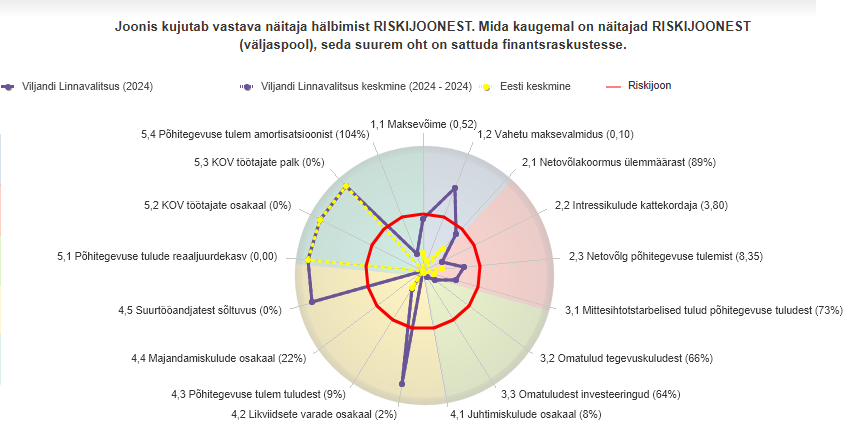 Joonis kujutab vastava näitaja hälbimist RISKIJOONEST. Mida kaugemal on näitajad RISKIJOONEST
(väljaspool), seda suurem oht on sattuda finantsraskustesse.
Viljandi Linnavalitsus (2024)
Viljandi Linnavalitsus keskmine (2024 - 2024)
Eesti keskmine
Riskijoon
1,1 Maksevõime (0,52)
5,4 Põhitegevuse tulem amortisatsioonist (104%)
1,2 Vahetu maksevalmidus (0,10)
5,3 KOV töötajate palk (0%)
2,1 Netovõlakoormus ülemmäärast (89%)
5,2 KOV töötajate osakaal (0%)
2,2 Intressikulude kattekordaja (3,80)
5,1 Põhitegevuse tulude reaaljuurdekasv (0,00)
2,3 Netovõlg põhitegevuse tulemist (8,35)
4,5 Suurtööandjatest sõltuvus (0%)
3,1 Mittesihtotstarbelised tulud põhitegevuse tuludest (73%)
4,4 Majandamiskulude osakaal (22%)
3,2 Omatulud tegevuskuludest (66%)
4,3 Põhitegevuse tulem tuludest (9%)
3,3 Omatuludest investeeringud (64%)
4,2 Likviidsete varade osakaal (2%)
4,1 Juhtimiskulude osakaal (8%)